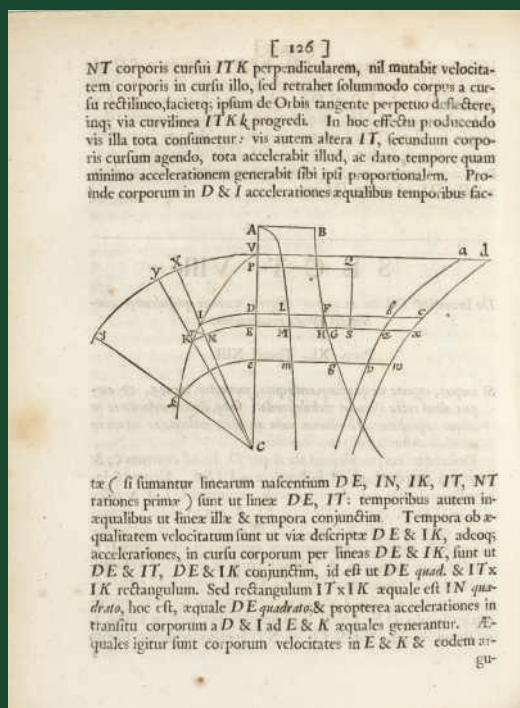 [ 126 ]
NT corporis cursui ITK perpendicularem, nil mutabit velocita-
tem corporis in cursu illo, sed retrahet solummodo corpus a cur-
su rectilineo, facietq; ipsum de Orbis tangente perpetuo deflectere,
inq; via curvilinea ITKk progredi. In hoc effectu producendo
vis illa tota consumetur: vis autem altera IT, secundum corpo-
ris cursum agendo, tota accelerabit illud, ac dato tempore quam
minimo accelerationem generabit sibi ipsi proportionalem. Pro-
inde corporum in D & I accelerationes æqualibus temporibus fac-
A B
V a d
P Q
X
Y
I D L F b c
K N E M H G S z x
e m g v w
y
k
C
tæ ( si sumantur linearum nascentium DE, IN, IK, IT, NT
rationes primæ ) sunt ut lineæ DE, IT: temporibus autem in-
æqualibus ut lineæ illæ & tempora conjunctim. Tempora ob æ-
qualitatem velocitatum sunt ut viæ descriptæ DE & IK, adeoq;
accelerationes, in cursu corporum per lineas DE & IK, sunt ut
DE & IT, DE & IK conjunctim, id est ut DE quad. & IT x
IK rectangulum. Sed rectangulum IT x IK æquale est IN qua-
drato, hoc est, æquale DE quadrato; & propterea accelerationes in
transitu corporum a D & I ad E & K æquales generantur. Æ-
quales igitur sunt corporum velocitates in E & K & eodem ar-
gu-